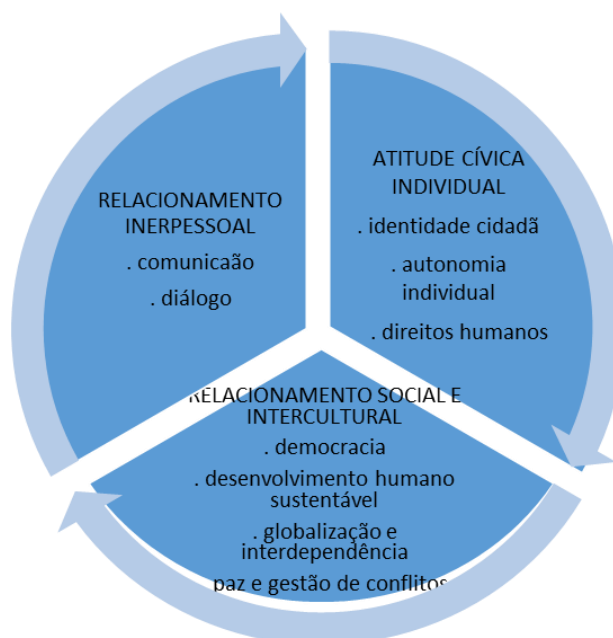 RELACIONAMENTO
INERPESSOAL
. comunicaão
. diálogo
ATITUDE CÍVICA
INDIVIDUAL
. identidade cidadã
. autonomia
individual
. direitos humanos
RELACIONAMENTO SOCIAL E
INTERCULTURAL
. democracia
. desenvolvimento humano
sustentável
. globalização e
interdependência
paz e gestão de conflitos